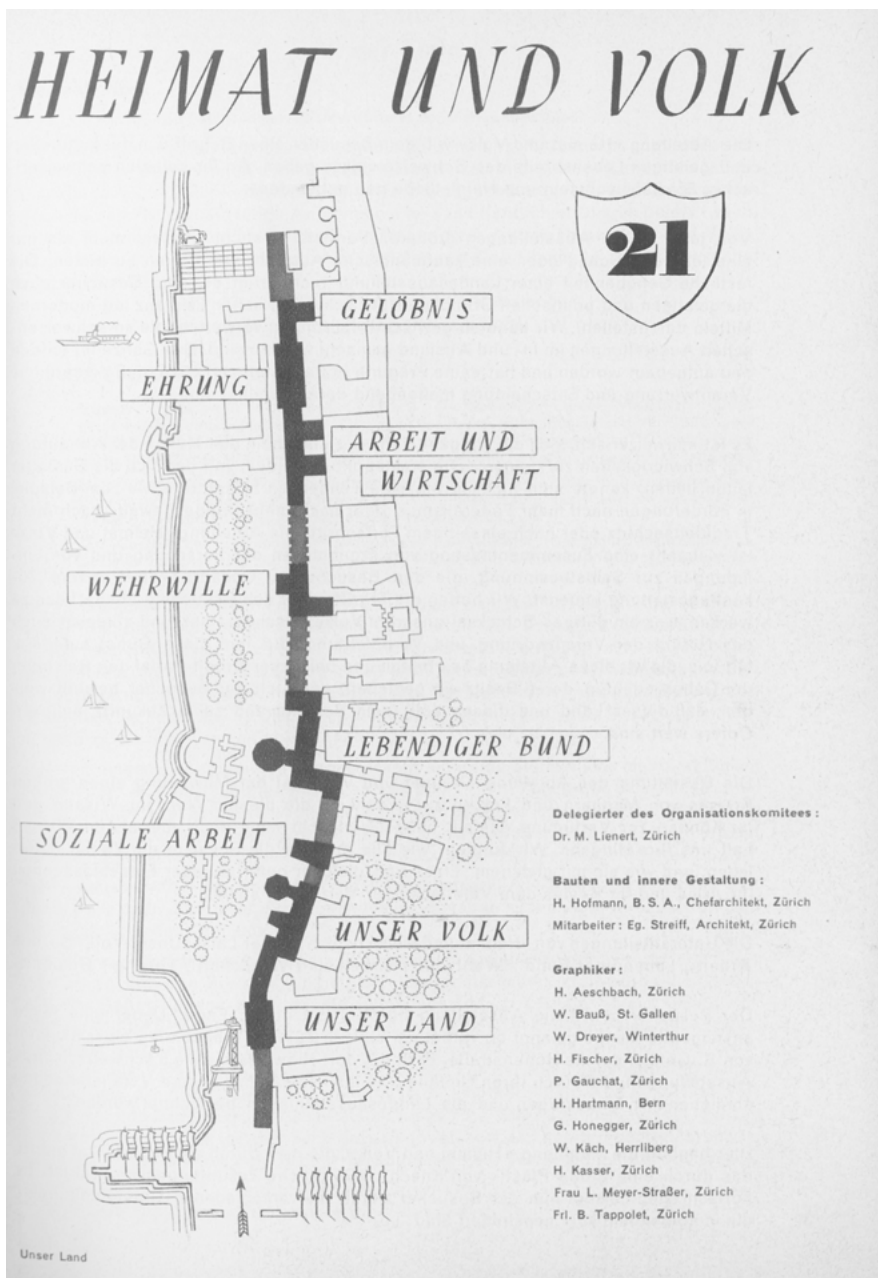 HEIMAT UND VOLK
21
GELÖBNIS
EHRUNG
ARBEIT UND
WIRTSCHAFT
WEHRWILLE
LEBENDIGER BUND
SOZIALE ARBEIT
UNSER VOLK
UNSER LAND
Delegierter des Organisationskomitees :
Dr. M. Lienert, Zürich
Bauten und innere Gestaltung :
H. Hofmann, B. S. A., Chefarchitekt, Zürich
Mitarbeiter : Eg. Streiff, Architekt, Zürich
Graphiker :
H. Aeschbach, Zürich
W. Bauß, St. Gallen
W. Dreyer, Winterthur
H. Fischer, Zürich
P. Gauchat, Zürich
H. Hartmann, Bern
G. Honegger, Zürich
W. Käch, Herrliberg
H. Kasser, Zürich
Frau L. Meyer-Straßer, Zürich
Frl. B. Tappolet, Zürich
Unser Land